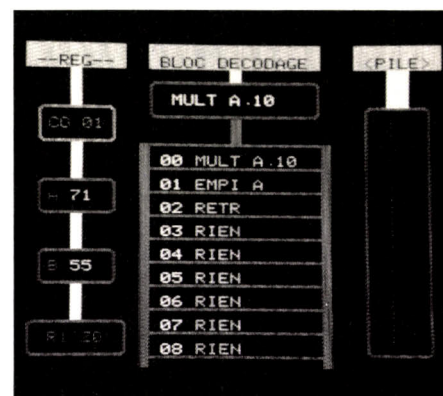 --REG--
CO 01
A 71
B 55
BLOC DECODAGE
MULT A.10
00 MULT A.10
01 EMPI A
02 RETR
03 RIEN
04 RIEN
05 RIEN
06 RIEN
07 RIEN
08 RIEN
<PILE>